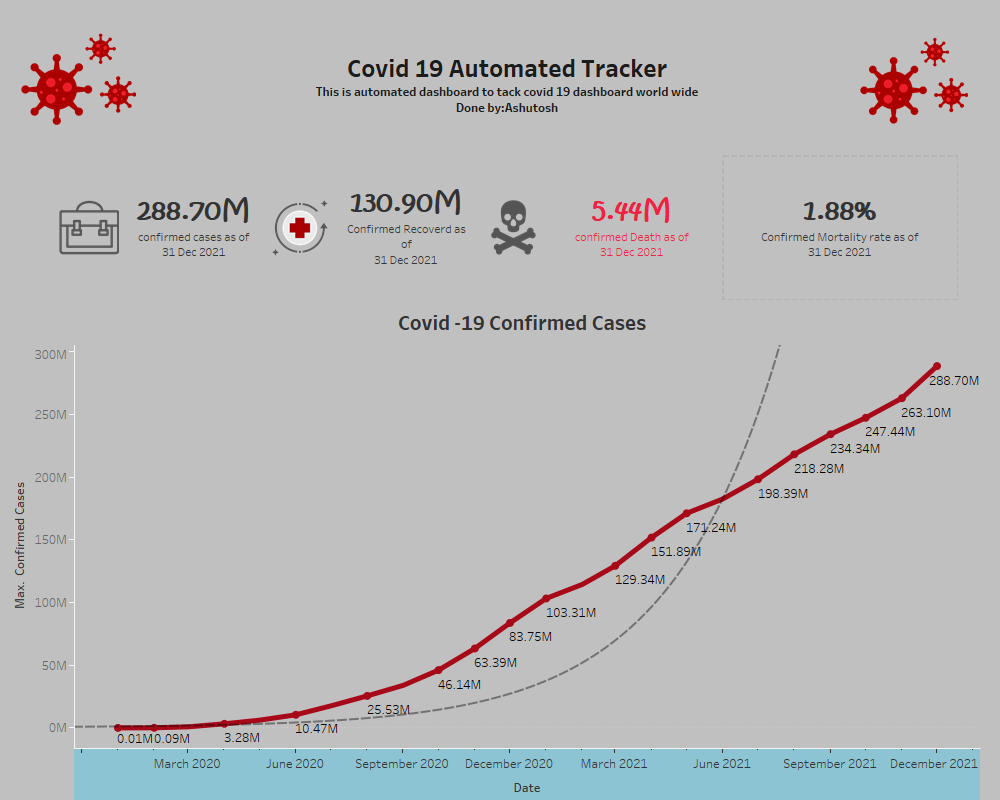 Covid 19 Automated Tracker
This is automated dashboard to tack covid 19 dashboard world wide
Done by:Ashutosh
288.70M
confirmed cases as of
31 Dec 2021
130.90M
Confirmed Recoverd as
of
31 Dec 2021
5.44M
confirmed Death as of
31 Dec 2021
1.88%
Confirmed Mortality rate as of
31 Dec 2021
Covid -19 Confirmed Cases
Max. Confirmed Cases
300M
250M
200M
150M
100M
50M
0M
0.01M
0.09M
3.28M
10.47M
25.53M
46.14M
63.39M
83.75M
103.31M
129.34M
151.89M
171.24M
198.39M
218.28M
234.34M
247.44M
263.10M
288.70M
March 2020
June 2020
September 2020
December 2020
March 2021
June 2021
September 2021
December 2021
Date